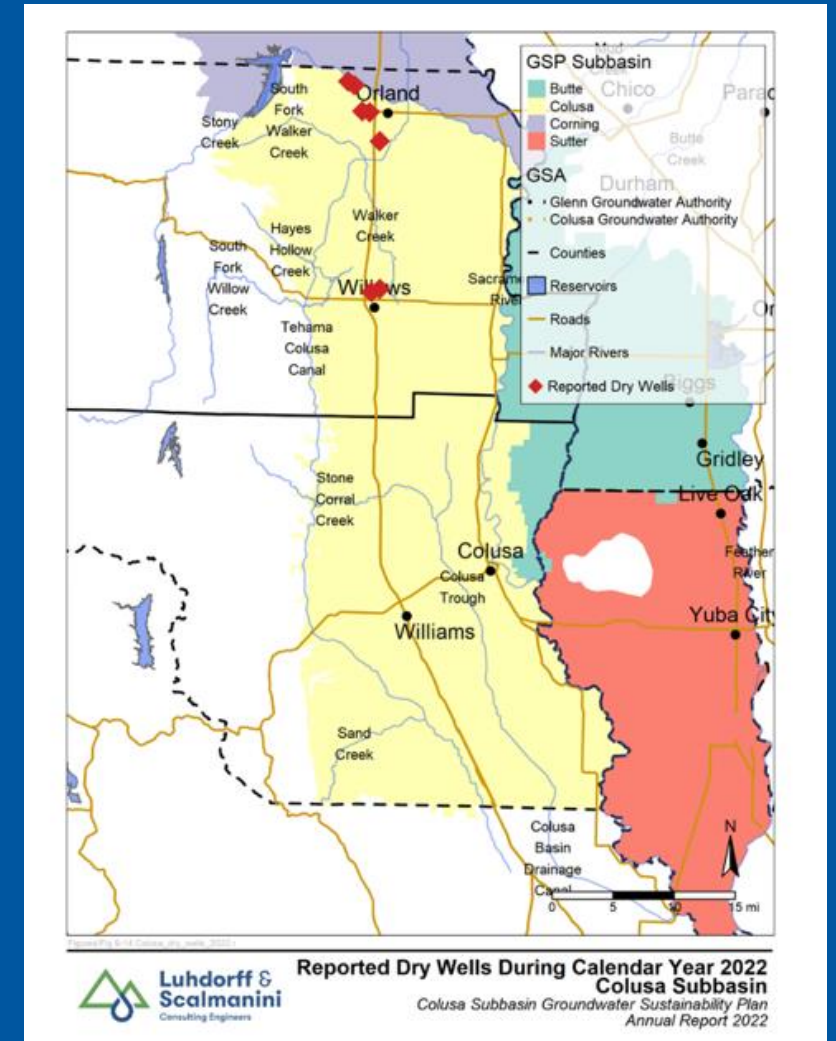 GSP Subbasin
Butte
Colusa
Corning
Sutter
GSA
Glenn Groundwater Authority
Colusa Groundwater Authority
Counties
Reservoirs
Roads
Major Rivers
Reported Dry Wells
Mud
Creek
Chico
Butte
Creek
Durham
Orland
South
Fork
Walker
Creek
Stony
Creek
Walker
Creek
Hayes
Hollow
Creek
South
Fork
Willow
Creek
Willows
Tehama
Colusa
Canal
Biggs
Gridley
Live Oak
Stone
Corral
Creek
Colusa
Colusa
Trough
Feather
River
Williams
Sand
Creek
Colusa
Basin
Drainage
Canal
N
0 5 10 15 mi
Luhdorff &
Scalmanini
Consulting Engineers
Reported Dry Wells During Calendar Year 2022
Colusa Subbasin
Colusa Subbasin Groundwater Sustainability Plan
Annual Report 2022